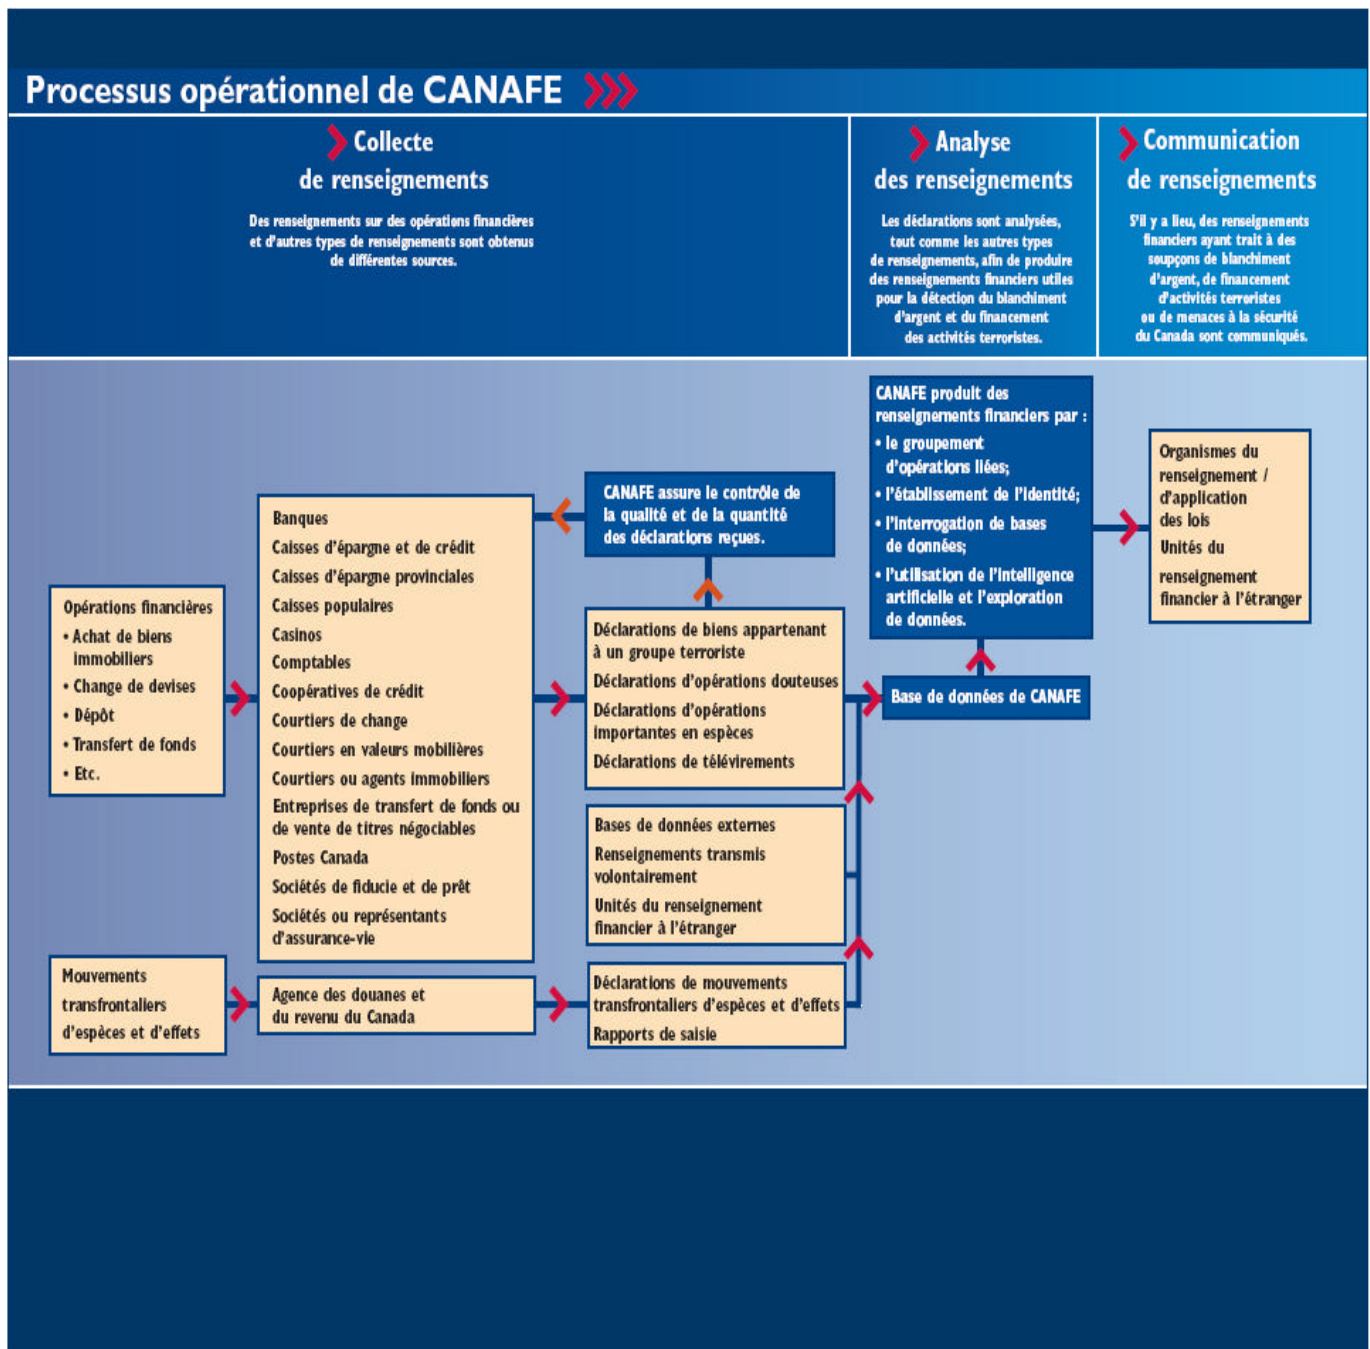 Processus opérationnel de CANAFE
Collecte
de renseignements
Des renseignements sur des opérations financières
et d'autres types de renseignements sont obtenus
de différentes sources.
Analyse
des renseignements
Les déclarations sont analysées,
tout comme les autres types
de renseignements, afin de produire
des renseignements financiers utiles
pour la détection du blanchiment
d'argent et du financement
des activités terroristes.
Communication
de renseignements
S'il y a lieu, des renseignements
financiers ayant trait à des
soupçons de blanchiment
d'argent, de financement
d'activités terroristes
ou de menaces à la sécurité
du Canada sont communiqués.
Opérations financières
• Achat de biens
immobiliers
• Change de devises
• Dépôt
• Transfert de fonds
• Etc.
Mouvements
transfrontaliers
d'espèces et d'effets
Banques
Caisses d'épargne et de crédit
Caisses d'épargne provinciales
Caisses populaires
Casinos
Comptables
Coopératives de crédit
Courtiers de change
Courtiers en valeurs mobilières
Courtiers ou agents immobiliers
Entreprises de transfert de fonds ou
de vente de titres négociables
Postes Canada
Sociétés de fiducie et de prêt
Sociétés ou représentants
d'assurance-vie
Agence des douanes et
du revenu du Canada
CANAFE assure le contrôle de
la qualité et de la quantité
des déclarations reçues.
Déclarations de biens appartenant
à un groupe terroriste
Déclarations d'opérations douteuses
Déclarations d'opérations
importantes en espèces
Déclarations de télévirements
Bases de données externes
Renseignements transmis
volontairement
Unités du renseignement
financier à l'étranger
Déclarations de mouvements
transfrontaliers d'espèces et d'effets
Rapports de saisie
CANAFE produit des
renseignements financiers par :
• le groupement
d'opérations liées;
• l'établissement de l'identité;
• l'interrogation de bases
de données;
• l'utilisation de l'intelligence
artificielle et l'exploration
de données.
Base de données de CANAFE
Organismes du
renseignement /
d'application
des lois
Unités du
renseignement
financier à l'étranger